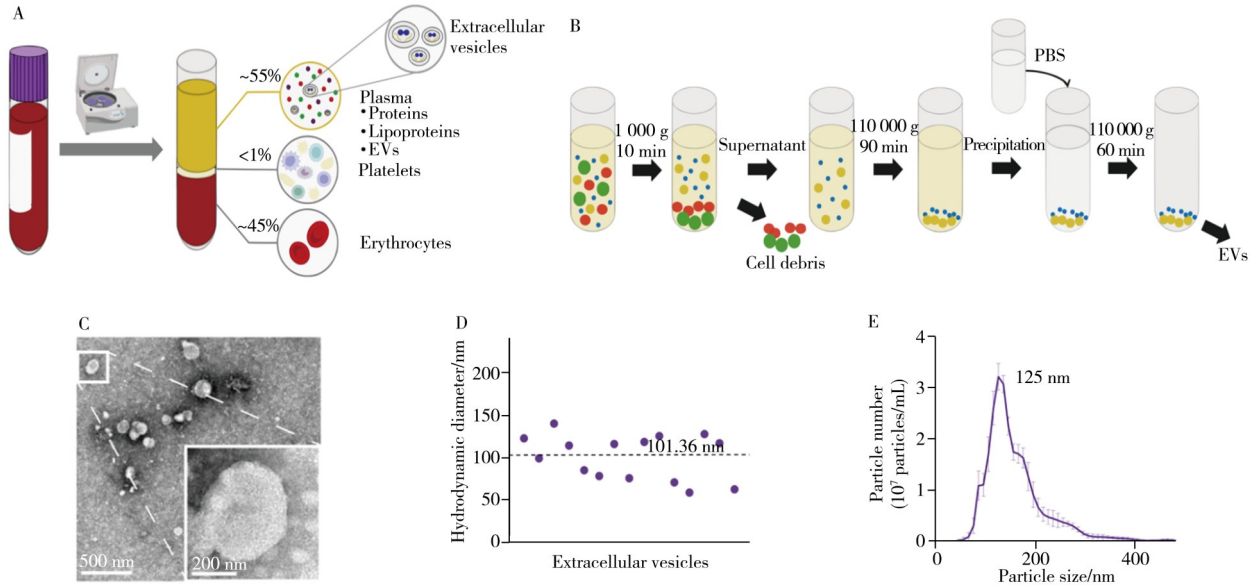 A
Extracellular
vesicles
~55%
Plasma
•Proteins
•Lipoproteins
•EVs
<1%
Platelets
~45%
Erythrocytes
B
PBS
1 000 g
10 min
Supernatant
110 000 g
90 min
Precipitation
110 000 g
60 min
Cell debris
EVs
C
500 nm
200 nm
D
Hydrodynamic diameter/nm
200
150
100
50
0
101.36 nm
Extracellular vesicles
E
Particle number
(10⁷ particles/mL)
4
3
2
1
0
125 nm
0
200
400
Particle size/nm